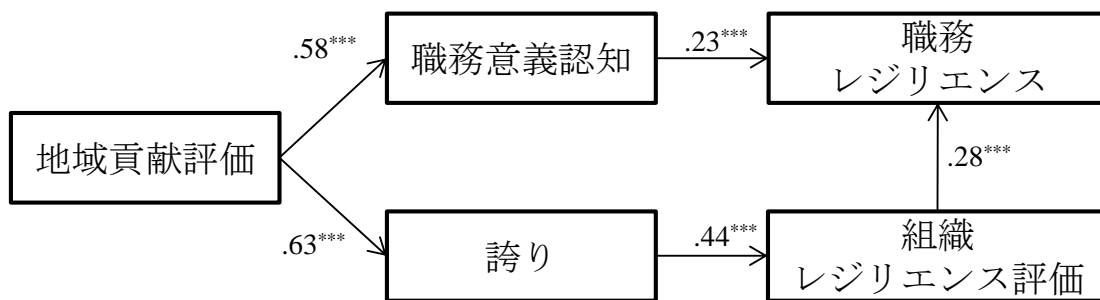 .58***
職務意義認知
.23***
職務
レジリエンス
地域貢献評価
.28***
.63***
誇り
.44***
組織
レジリエンス評価